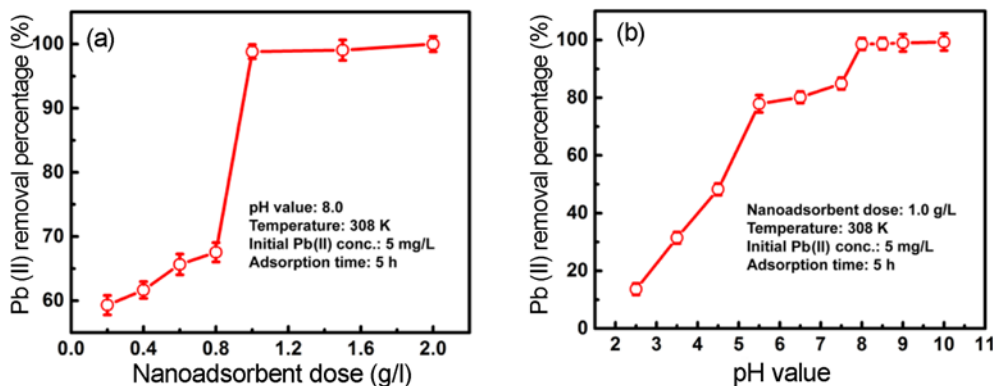 (a)
Pb (II) removal percentage (%)
100
90
80
70
60
pH value: 8.0
Temperature: 308 K
Initial Pb(II) conc.: 5 mg/L
Adsorption time: 5 h
0.0 0.4 0.8 1.2 1.6 2.0
Nanoadsorbent dose (g/l)
(b)
Pb (II) removal percentage (%)
100
80
60
40
20
0
Nanoadsorbent dose: 1.0 g/L
Temperature: 308 K
Initial Pb(II) conc.: 5 mg/L
Adsorption time: 5 h
2 3 4 5 6 7 8 9 10 11
pH value